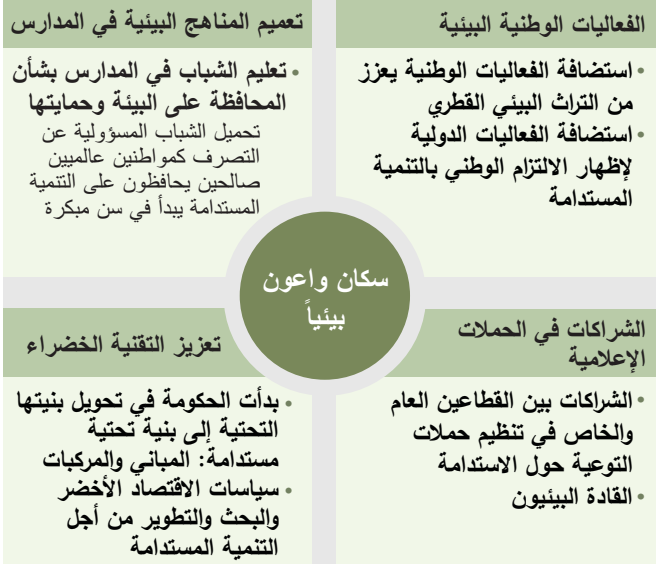 الفعاليات الوطنية البيئية
•استضافة الفعاليات الوطنية يعزز
من التراث البيئي القطري
•استضافة الفعاليات الدولية
لإظهار الالتزام الوطني بالتنمية
المستدامة
تعميم المناهج البيئية في المدارس
•تعليم الشباب في المدارس بشأن
المحافظة على البيئة وحمايتها
تحميل الشباب المسؤولية عن
التصرف كمواطنين عالميين
صالحين يحافظون على التنمية
المستدامة يبدأ في سن مبكرة
سكان واعون
بيئياً
الشراكات في الحملات
الإعلامية
•الشراكات بين القطاعين العام
والخاص في تنظيم حملات
التوعية حول الاستدامة
•القادة البيئيون
تعزيز التقنية الخضراء
•بدأت الحكومة في تحويل بنيتها
التحتية إلى بنية تحتية
مستدامة: المباني والمركبات
•سياسات الاقتصاد الأخضر
والبحث والتطوير من أجل
التنمية المستدامة